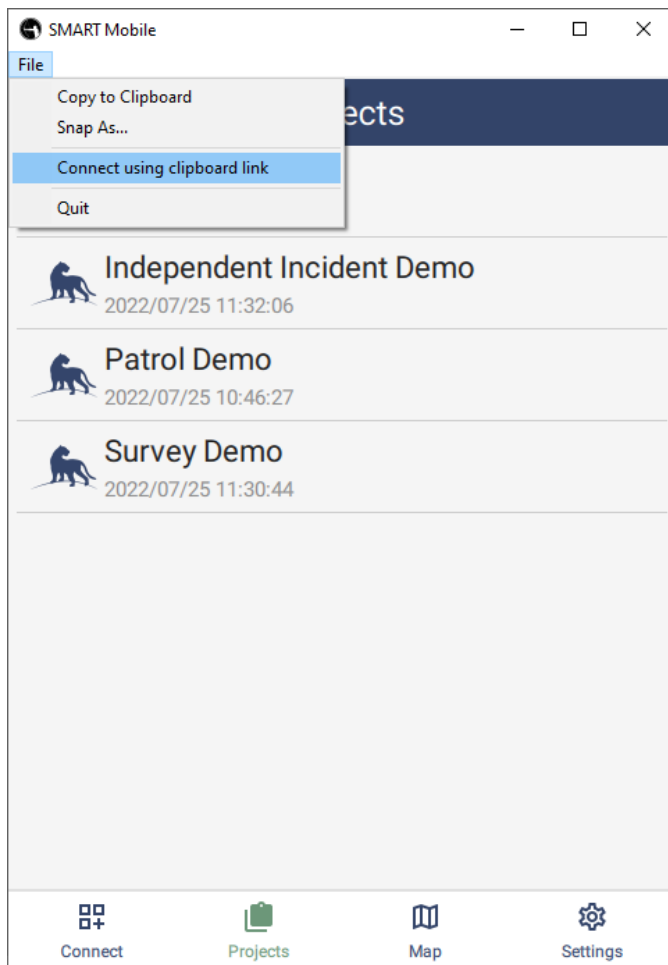 SMART Mobile
File
Copy to Clipboard
Snap As...
Connect using clipboard link
Quit
ects
Independent Incident Demo
2022/07/25 11:32:06
Patrol Demo
2022/07/25 10:46:27
Survey Demo
2022/07/25 11:30:44
Connect Projects Map Settings